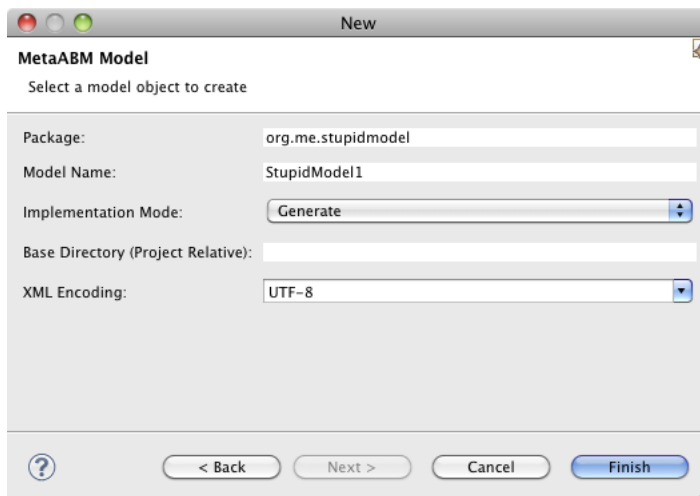 New
MetaABM Model
Select a model object to create
Package: org.me.stupidmodel
Model Name: StupidModel1
Implementation Mode: Generate
Base Directory (Project Relative):
XML Encoding: UTF-8
? < Back Next > Cancel Finish